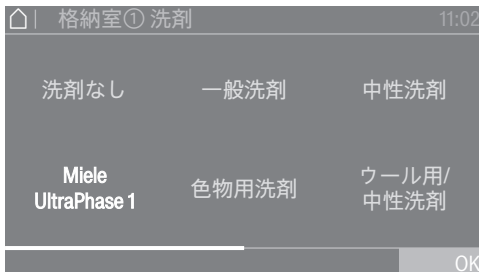 格納室① 洗剤 11:02
洗剤なし 一般洗剤 中性洗剤
Miele
UltraPhase 1
色物用洗剤
ウール用/
中性洗剤
OK